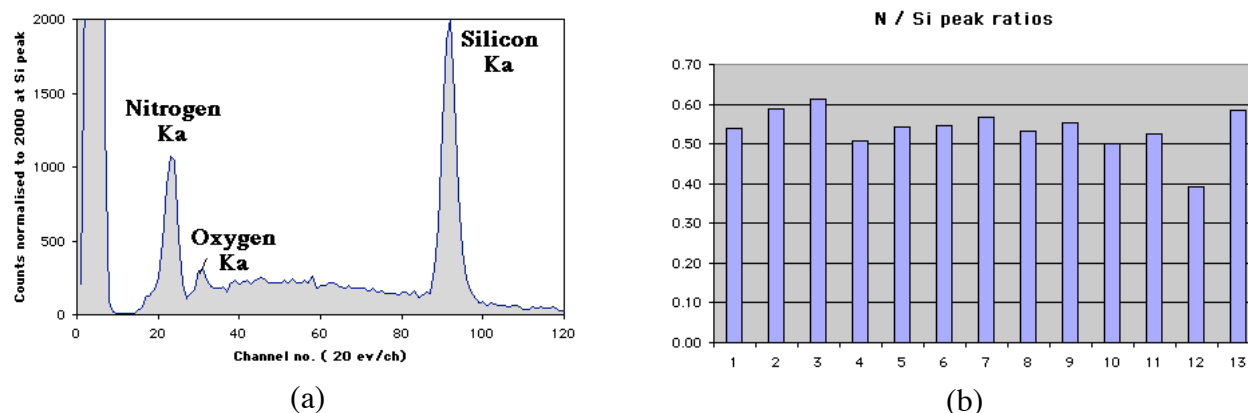 2000
1500
1000
500
0
Counts normalised to 2000 at Si peak
Nitrogen
Ka
Oxygen
Ka
Silicon
Ka
0 20 40 60 80 100 120
Channel no. ( 20 ev/ch)
(a)
N / Si peak ratios
0.70
0.60
0.50
0.40
0.30
0.20
0.10
0.00
1 2 3 4 5 6 7 8 9 10 11 12 13
(b)